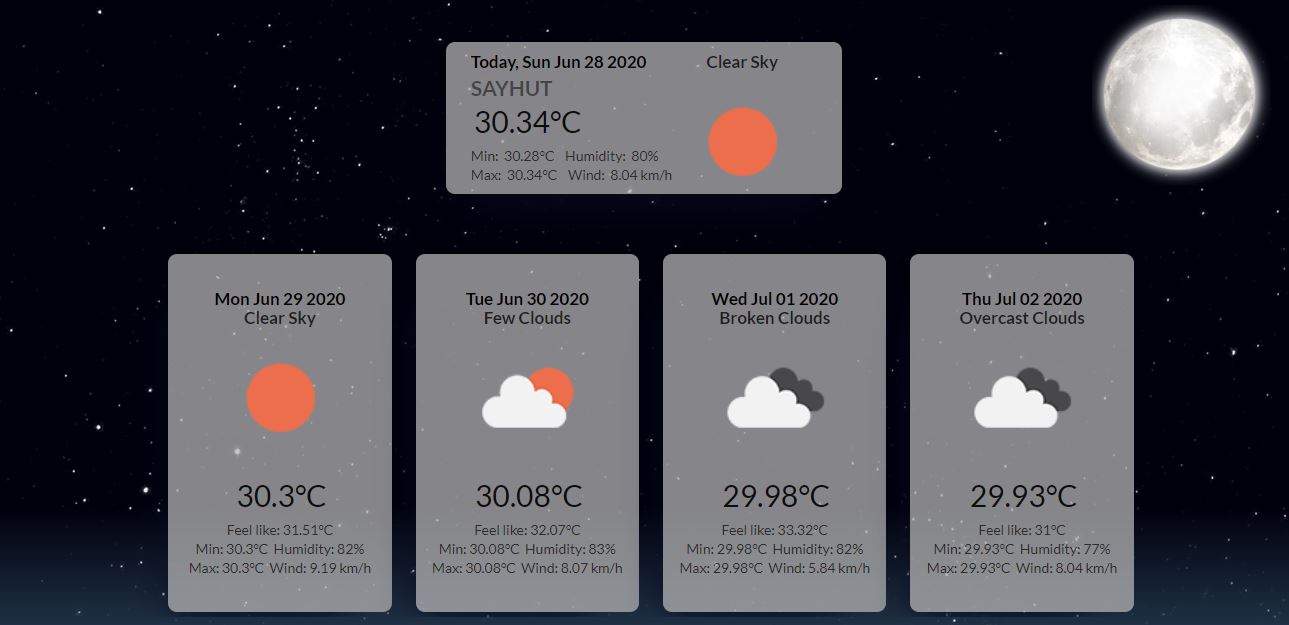 Today, Sun Jun 28 2020 Clear Sky
SAYHUT
30.34°C
Min: 30.28°C Humidity: 80%
Max: 30.34°C Wind: 8.04 km/h
Mon Jun 29 2020
Clear Sky
30.3°C
Feel like: 31.51°C
Min: 30.3°C Humidity: 82%
Max: 30.3°C Wind: 9.19 km/h
Tue Jun 30 2020
Few Clouds
30.08°C
Feel like: 32.07°C
Min: 30.08°C Humidity: 83%
Max: 30.08°C Wind: 8.07 km/h
Wed Jul 01 2020
Broken Clouds
29.98°C
Feel like: 33.32°C
Min: 29.98°C Humidity: 82%
Max: 29.98°C Wind: 5.84 km/h
Thu Jul 02 2020
Overcast Clouds
29.93°C
Feel like: 31°C
Min: 29.93°C Humidity: 77%
Max: 29.93°C Wind: 8.04 km/h